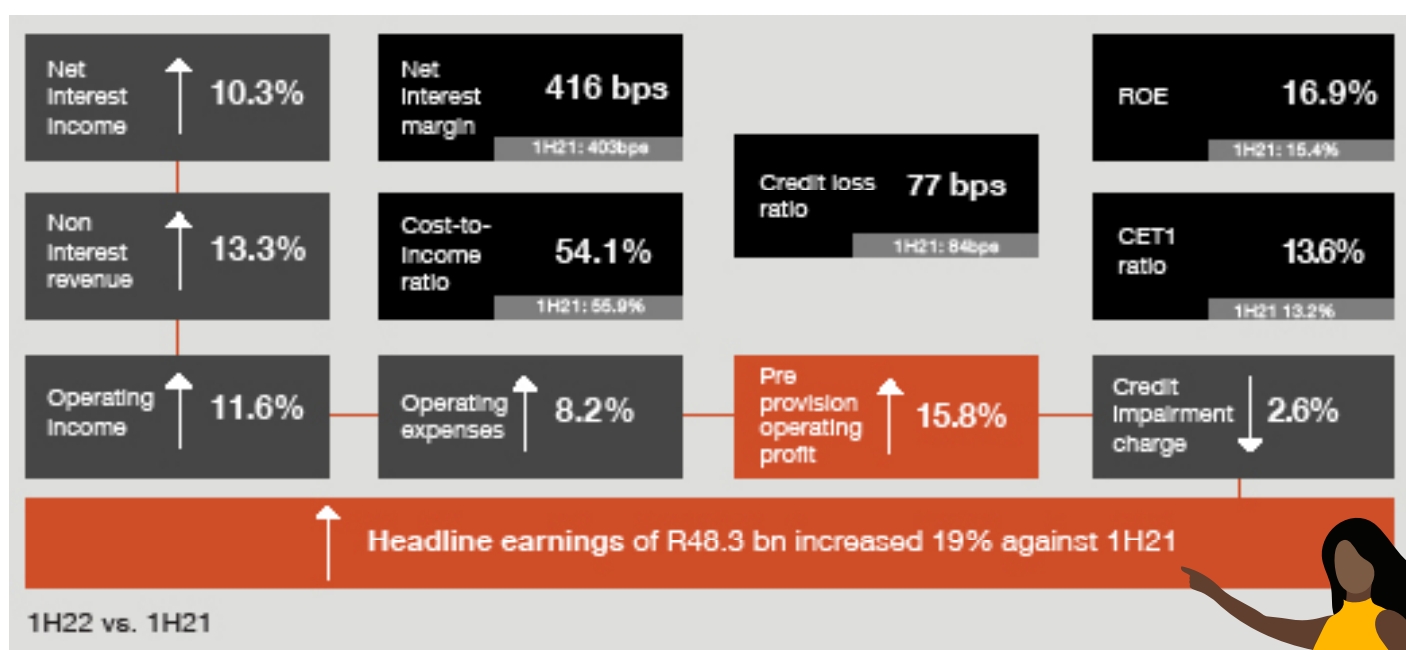 Net
Interest
Income
10.3%
Net
Interest
margin
416 bps
1H21: 403bps
ROE
16.9%
1H21: 15.4%
Credit loss
ratio
77 bps
1H21: 84bps
Non
Interest
revenue
13.3%
Cost-to-
Income
ratio
54.1%
1H21: 55.9%
CET1
ratio
13.6%
1H21 13.2%
Operating
Income
11.6%
Operating
expenses
8.2%
Pre
provision
operating
profit
15.8%
Credit
Impairment
charge
2.6%
Headline earnings of R48.3 bn increased 19% against 1H21
1H22 vs. 1H21